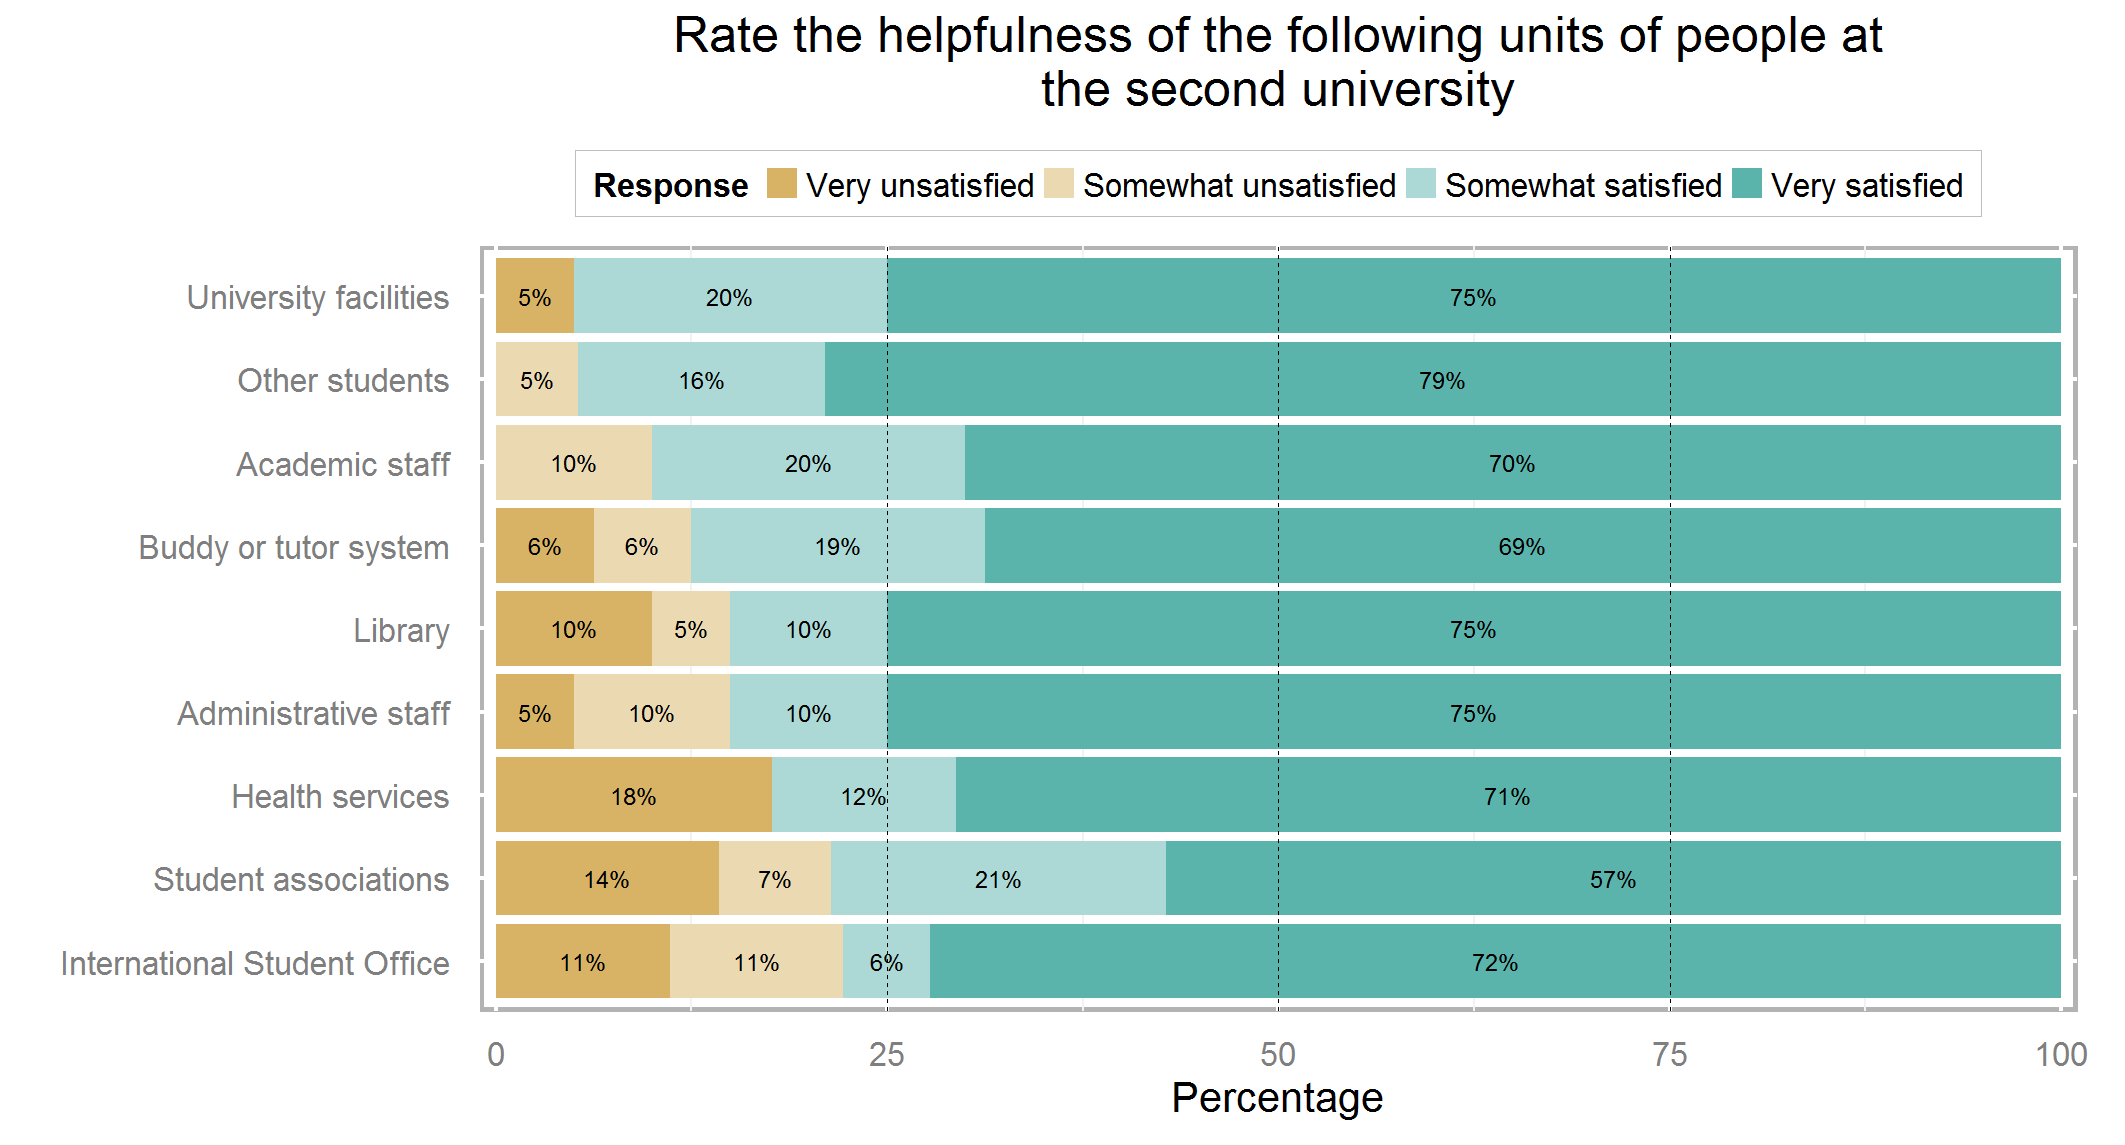 Rate the helpfulness of the following units of people at
the second university
Response Very unsatisfied Somewhat unsatisfied Somewhat satisfied Very satisfied
University facilities 5% 20% 75%
Other students 5% 16% 79%
Academic staff 10% 20% 70%
Buddy or tutor system 6% 6% 19% 69%
Library 10% 5% 10% 75%
Administrative staff 5% 10% 10% 75%
Health services 18% 12% 71%
Student associations 14% 7% 21% 57%
International Student Office 11% 11% 6% 72%
0 25 50 75 100
Percentage